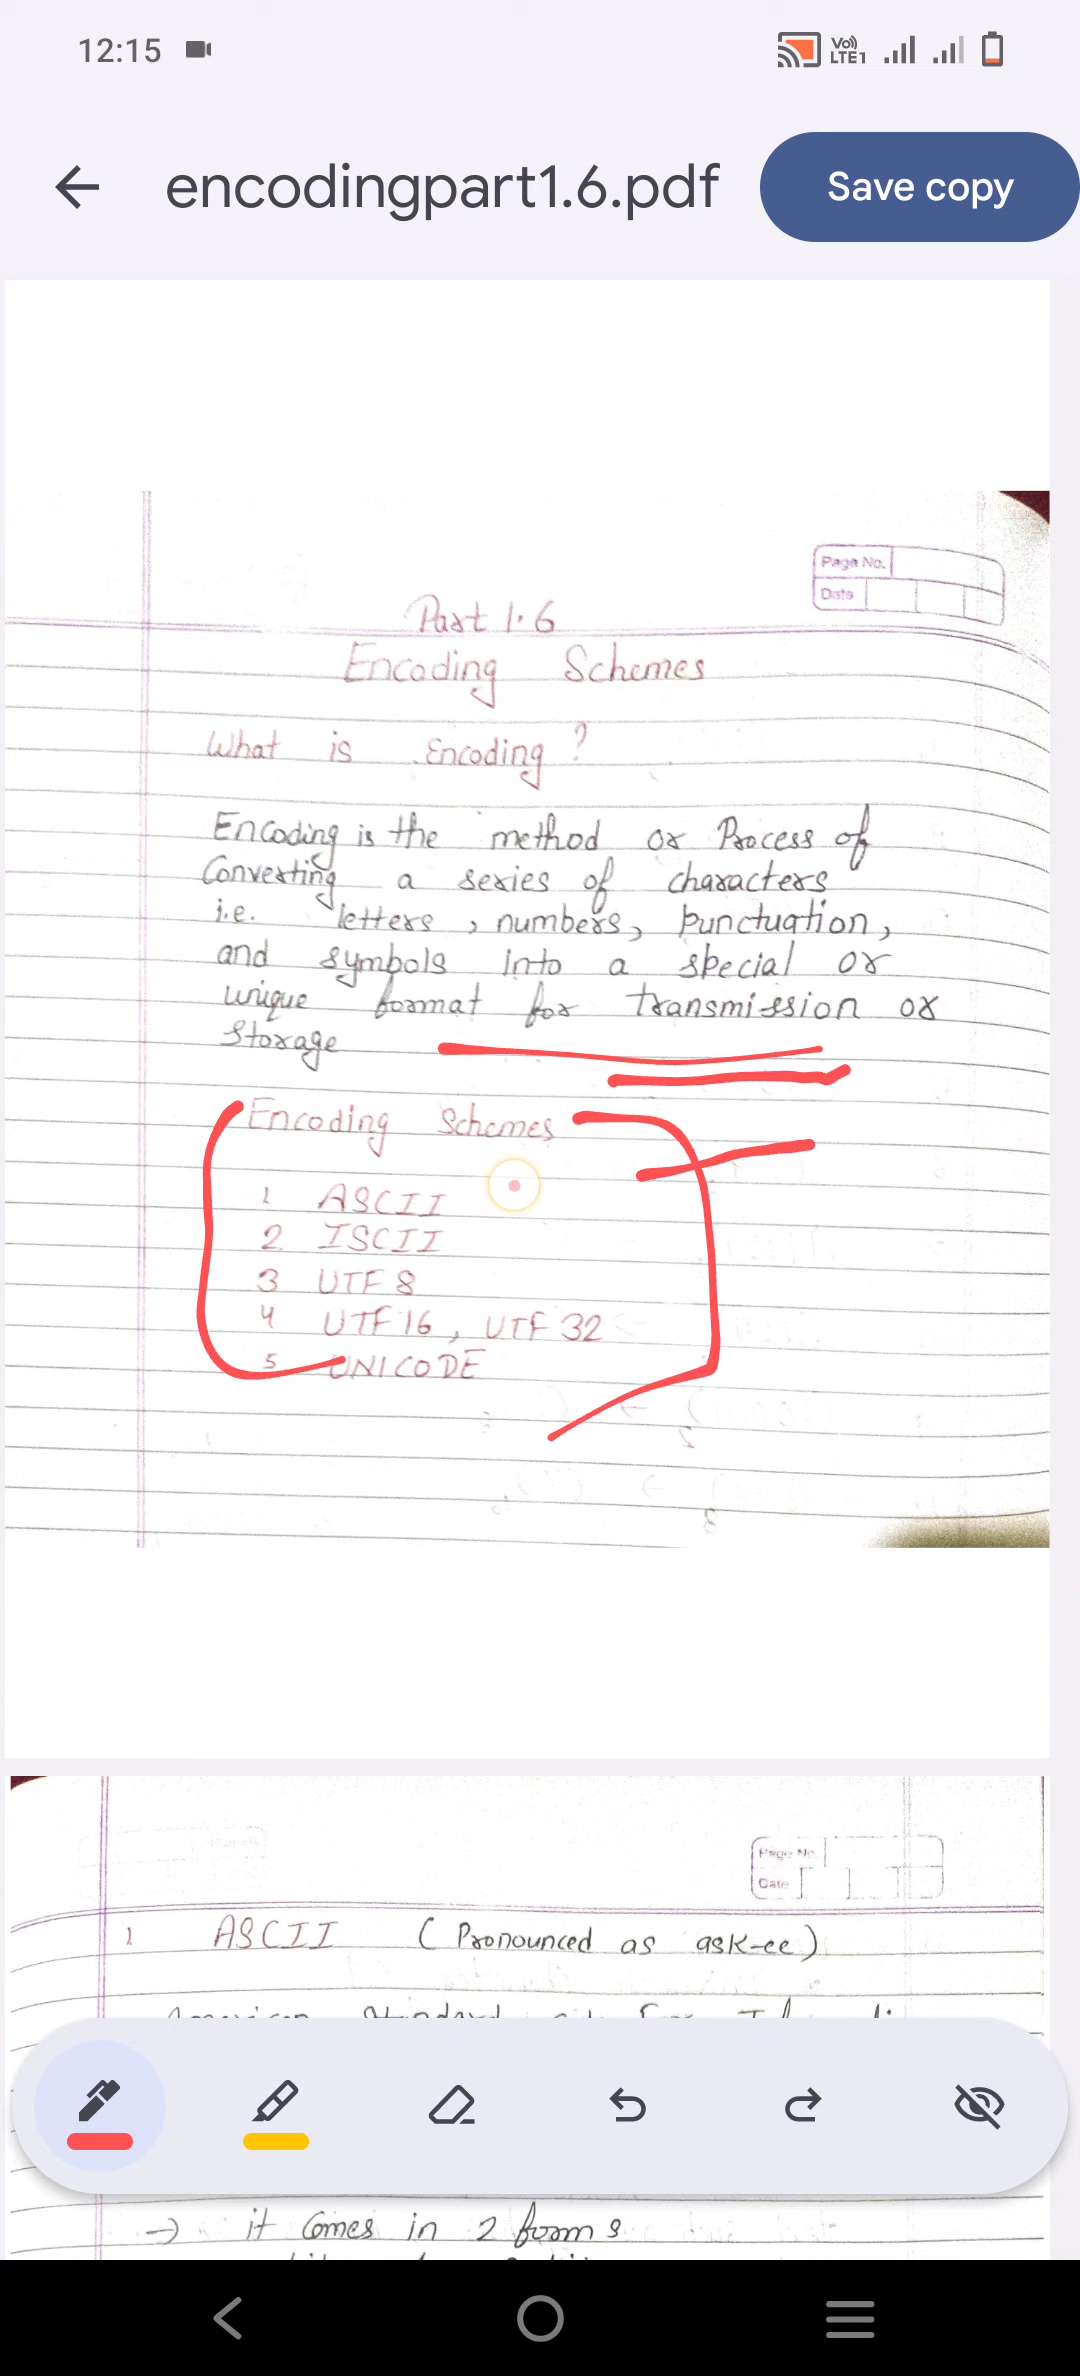 12:15
Vo))
LTE1
encodingpart1.6.pdf
Save copy
Page No.
Date
Part 1.6
Encoding Schemes
What is Encoding ?
Encoding is the method or Process of
Converting a series of characters
i.e. letters , numbers, punctuation,
and symbols into a special or
unique format for transmission or
Storage
Encoding Schemes
1 ASCII
2 ISCII
3 UTF 8
4 UTF 16 , UTF 32
5 UNICODE
Page No
Date
1 ASCII ( Pronounced as ask-ee)
→ it Comes in 2 forms